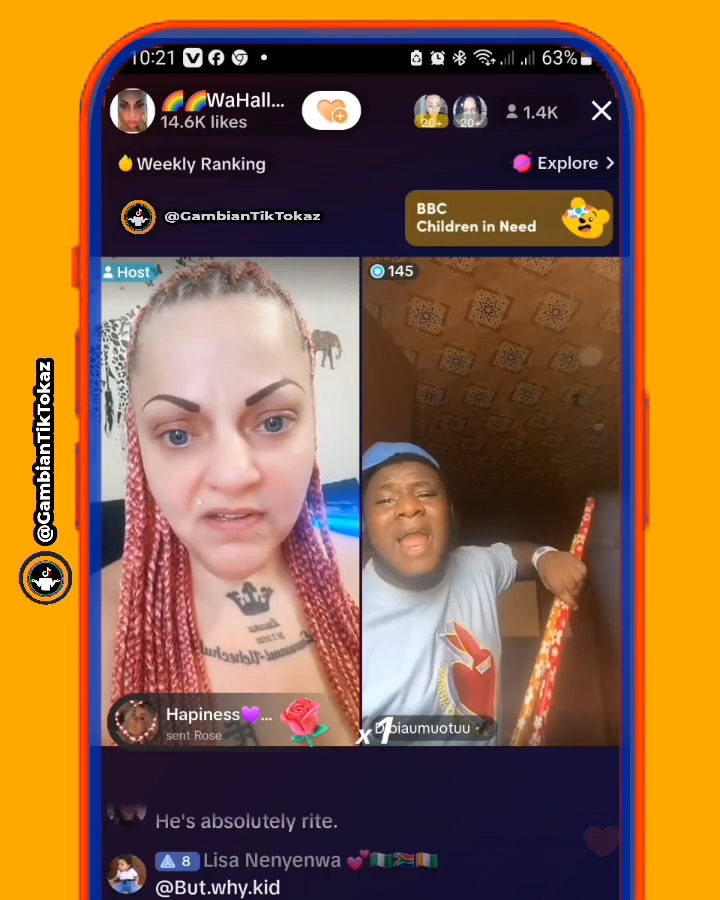 10:21
63%
🌈🌈WaHall...
14.6K likes
20+
20+
1.4K
Weekly Ranking
Explore >
@GambianTikTokaz
BBC
Children in Need
Host
145
@GambianTikTokaz
Hapiness💜...
sent Rose
x1
Dibiaumuotuu
He's absolutely rite.
8 Lisa Nenyenwa 💕🇳🇬🇿🇦🇨🇮
@But.why.kid